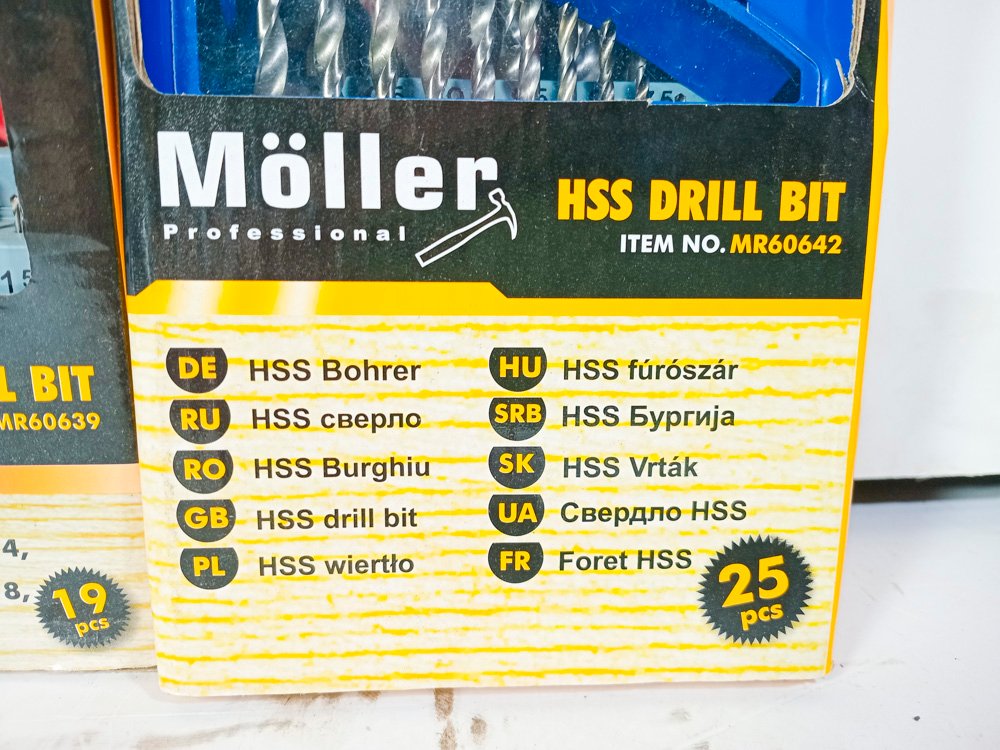 Möller
Professional
HSS DRILL BIT
ITEM NO. MR60642
DE HSS Bohrer
RU HSS сверло
RO HSS Burghiu
GB HSS drill bit
PL HSS wiertło
HU HSS fúrószár
SRB HSS Бургија
SK HSS Vrták
UA Свердло HSS
FR Foret HSS
25
pcs
L BIT
MR60639
4,
8,
19
pcs